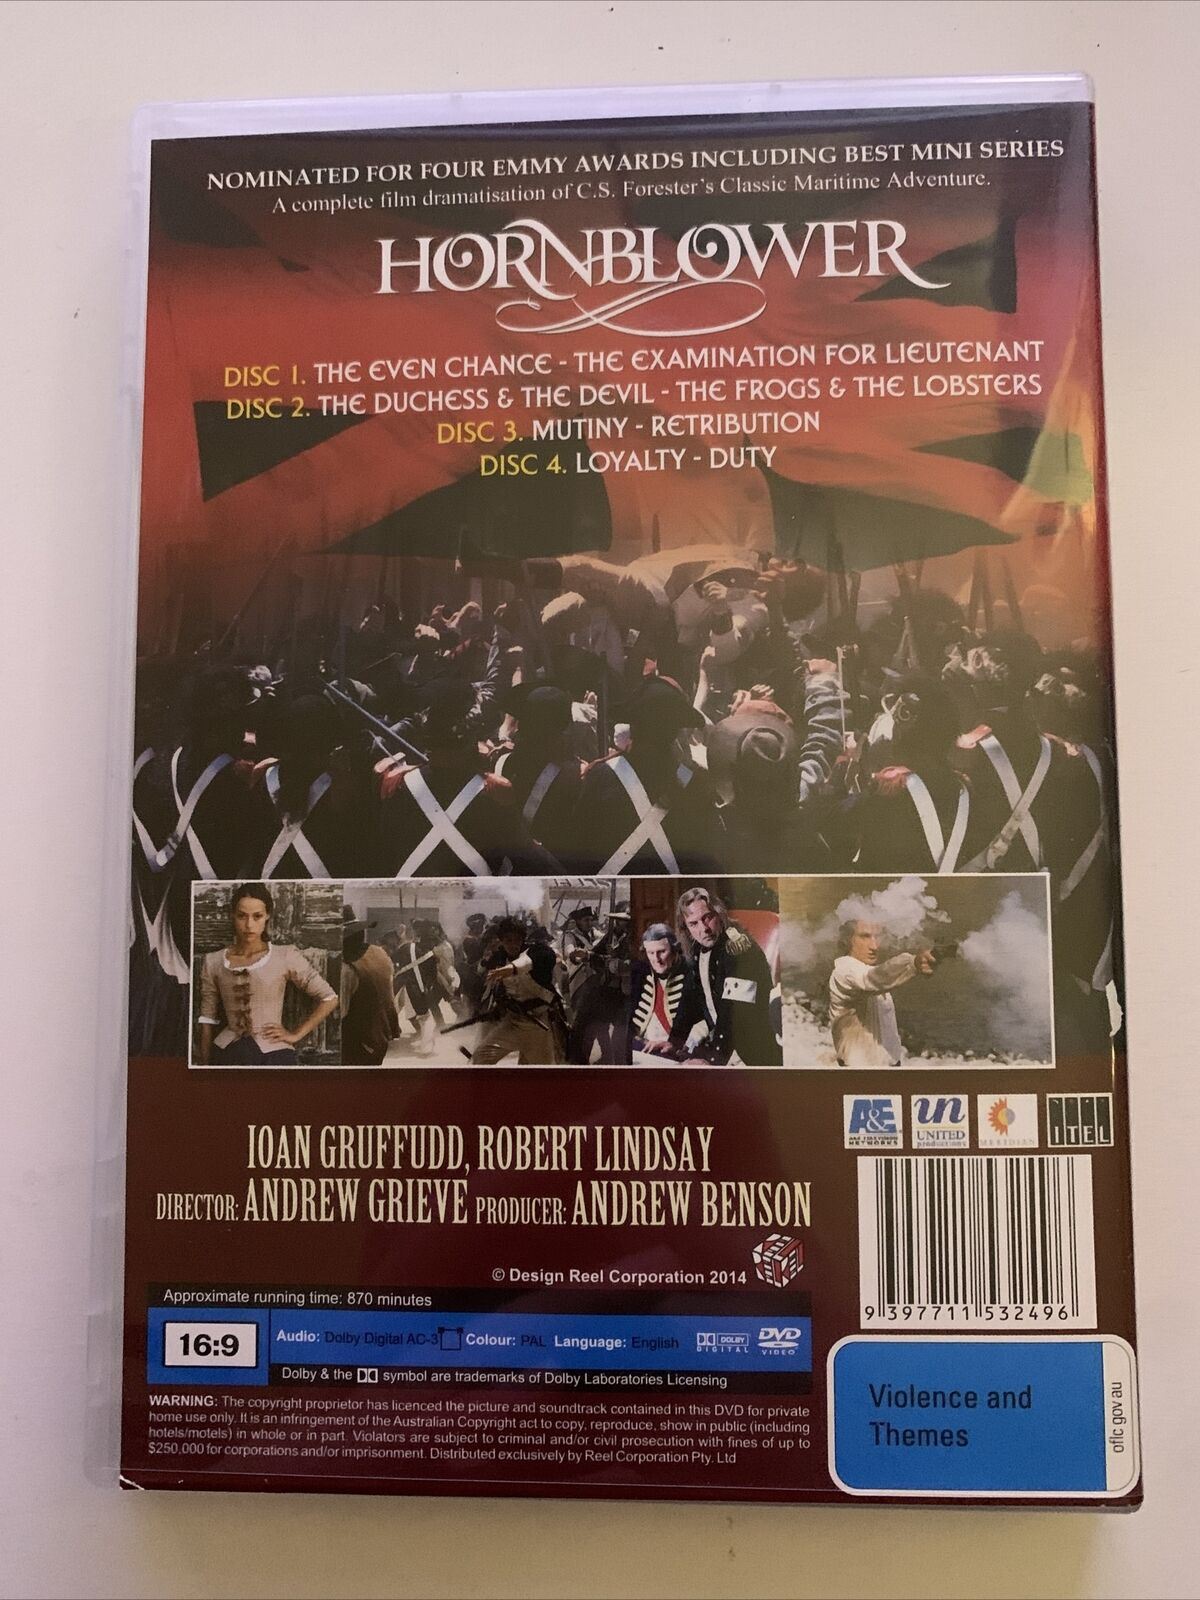 NOMINATED FOR FOUR EMMY AWARDS INCLUDING BEST MINI SERIES
A complete film dramatisation of C.S. Forester's Classic Maritime Adventure.
HORNBLOWER
DISC 1. THE EVEN CHANCE - THE EXAMINATION FOR LIEUTENANT
DISC 2. THE DUCHESS & THE DEVIL - THE FROGS & THE LOBSTERS
DISC 3. MUTINY - RETRIBUTION
DISC 4. LOYALTY - DUTY
A&E
A&E TELEVISION NETWORKS
un
UNITED
productions
MERIDIAN
ITEL
IOAN GRUFFUDD, ROBERT LINDSAY
DIRECTOR: ANDREW GRIEVE PRODUCER: ANDREW BENSON
© Design Reel Corporation 2014
9 397711 532496
Approximate running time: 870 minutes
16:9
Audio: Dolby Digital AC-3 Colour: PAL Language: English
DOLBY
DIGITAL
DVD
VIDEO
Dolby & the symbol are trademarks of Dolby Laboratories Licensing
WARNING: The copyright proprietor has licenced the picture and soundtrack contained in this DVD for private
home use only. It is an infringement of the Australian Copyright act to copy, reproduce, show in public (including
hotels/motels) in whole or in part. Violators are subject to criminal and/or civil prosecution with fines of up to
$250,000 for corporations and/or imprisonment. Distributed exclusively by Reel Corporation Pty. Ltd
Violence and
Themes
oflc gov au